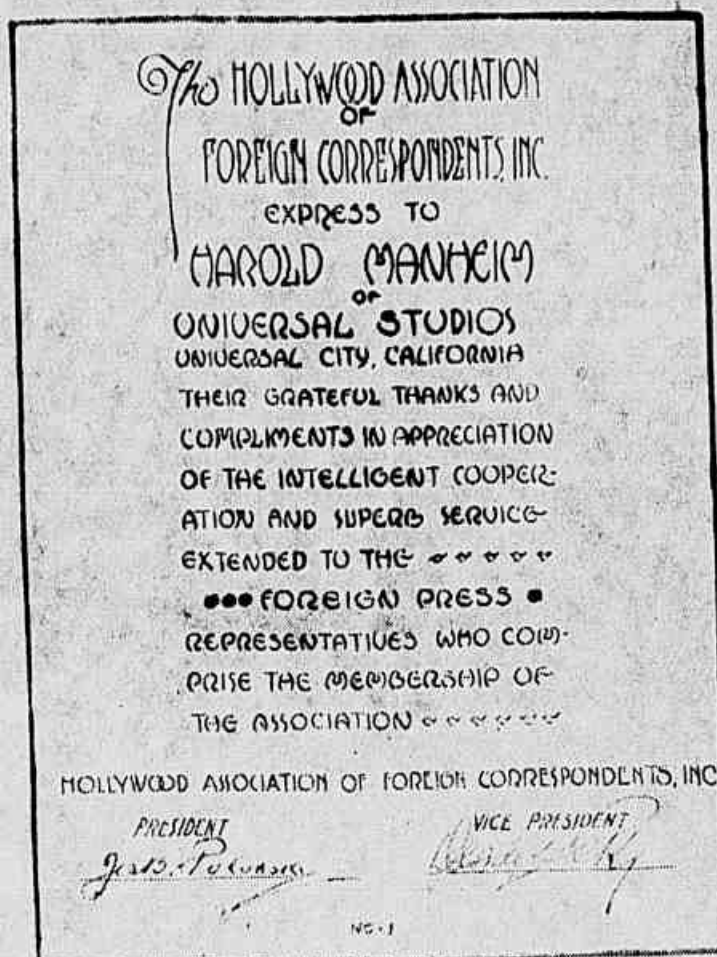 The HOLLYWOOD ASSOCIATION
OF
FOREIGN CORRESPONDENTS, INC.
EXPRESS TO
HAROLD MANHEIM
OF
UNIVERSAL STUDIOS
UNIVERSAL CITY, CALIFORNIA
THEIR GRATEFUL THANKS AND
COMPLIMENTS IN APPRECIATION
OF THE INTELLIGENT COOPER-
ATION AND SUPERB SERVICE
EXTENDED TO THE
FOREIGN PRESS
REPRESENTATIVES WHO COM-
PRISE THE MEMBERSHIP OF
THE ASSOCIATION
HOLLYWOOD ASSOCIATION OF FOREIGN CORRESPONDENTS, INC
PRESIDENT
VICE PRESIDENT
NO-1